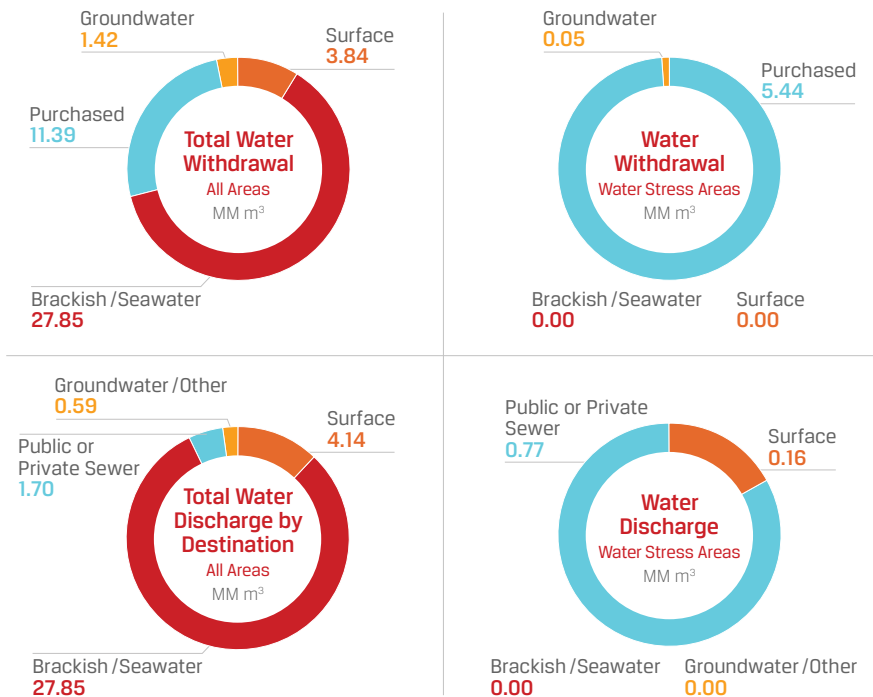 Groundwater
1.42
Surface
3.84
Purchased
11.39
Total Water
Withdrawal
All Areas
MM m³
Brackish/Seawater
27.85
Groundwater
0.05
Purchased
5.44
Water
Withdrawal
Water Stress Areas
MM m³
Brackish/Seawater
0.00
Surface
0.00
Groundwater/Other
0.59
Surface
4.14
Public or
Private Sewer
1.70
Total Water
Discharge by
Destination
All Areas
MM m³
Brackish/Seawater
27.85
Public or Private
Sewer
0.77
Surface
0.16
Water
Discharge
Water Stress Areas
MM m³
Brackish/Seawater
0.00
Groundwater/Other
0.00